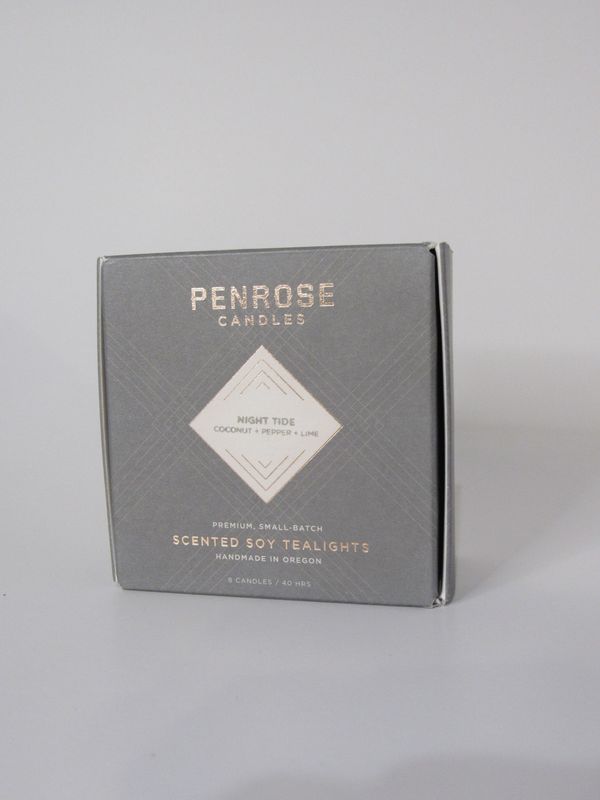 PENROSE
CANDLES
NIGHT TIDE
COCONUT + PEPPER + LIME
PREMIUM, SMALL-BATCH
SCENTED SOY TEALIGHTS
HANDMADE IN OREGON
6 CANDLES / 40 HRS